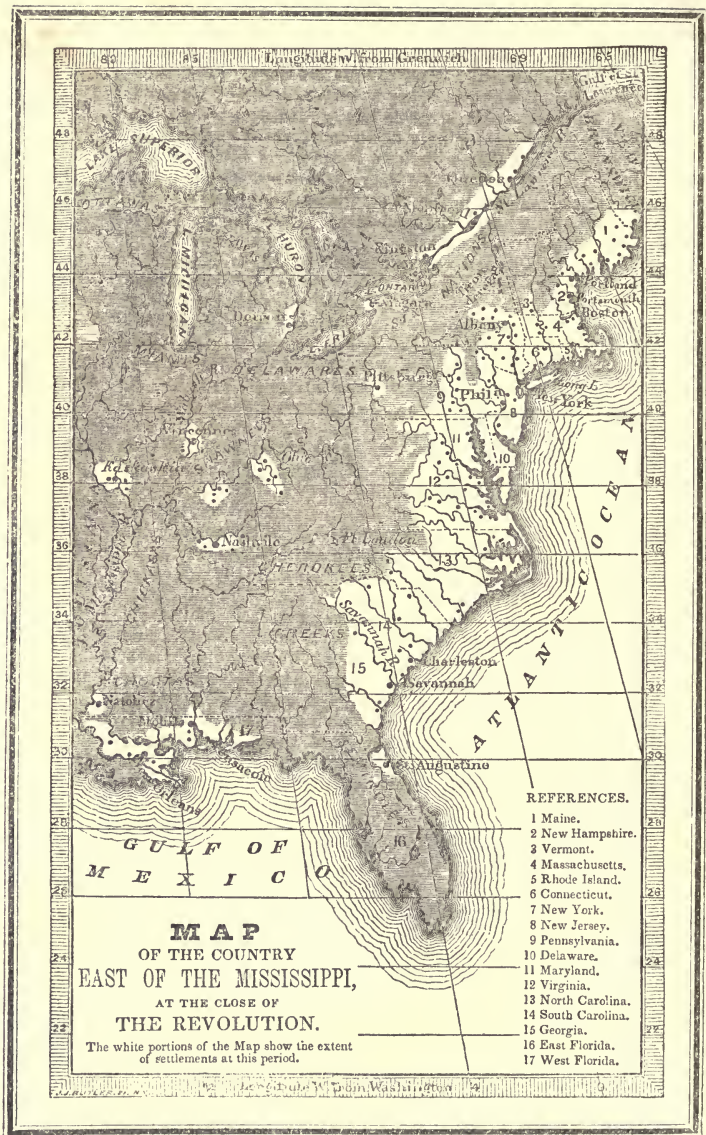 Longitude W. from Grenwich
LAKE SUPERIOR
OTTAWA
L. MICHIGAN
HURON
ONTARIO
ERIE
Quebec
Kingston
Portland
Portsmouth
Boston
Albany
Long I.
New York
Phila
Pittsburg
DELAWARES
MIAMIS
Vincennes
Kaskaskia
Nashville
Ft Loudon
CHEROKEES
CREEKS
Savannah R.
Charleston
Savannah
Natchez
Mobile
Pensacola
Orleans
St Augustine
ATLANTIC OCEAN
GULF OF
MEXICO
MAP
OF THE COUNTRY
EAST OF THE MISSISSIPPI,
AT THE CLOSE OF
THE REVOLUTION.
The white portions of the Map show the extent
of settlements at this period.
REFERENCES.
1 Maine.
2 New Hampshire.
3 Vermont.
4 Massachusetts.
5 Rhode Island.
6 Connecticut.
7 New York.
8 New Jersey.
9 Pennsylvania.
10 Delaware.
11 Maryland.
12 Virginia.
13 North Carolina.
14 South Carolina.
15 Georgia.
16 East Florida.
17 West Florida.
Longitude W. from Washington